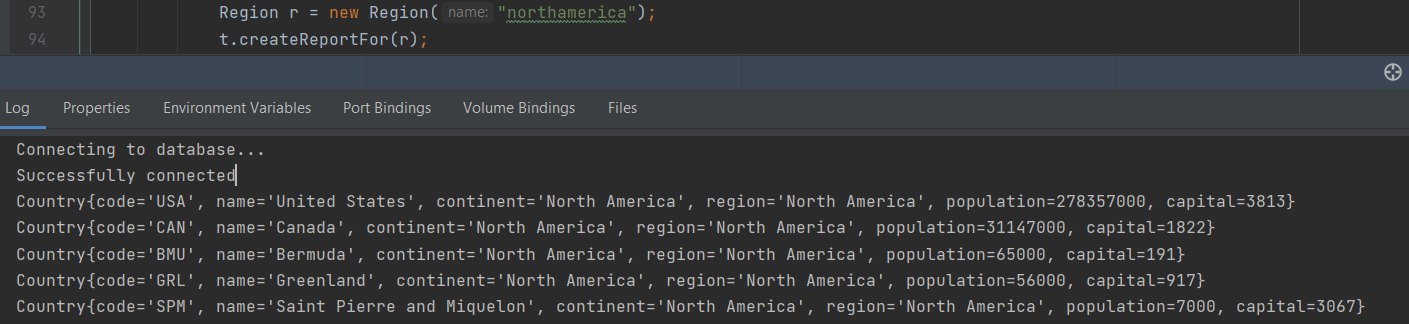 93 Region r = new Region( name: "northamerica");
94 t.createReportFor(r);
Log Properties Environment Variables Port Bindings Volume Bindings Files
Connecting to database...
Successfully connected
Country{code='USA', name='United States', continent='North America', region='North America', population=278357000, capital=3813}
Country{code='CAN', name='Canada', continent='North America', region='North America', population=31147000, capital=1822}
Country{code='BMU', name='Bermuda', continent='North America', region='North America', population=65000, capital=191}
Country{code='GRL', name='Greenland', continent='North America', region='North America', population=56000, capital=917}
Country{code='SPM', name='Saint Pierre and Miquelon', continent='North America', region='North America', population=7000, capital=3067}